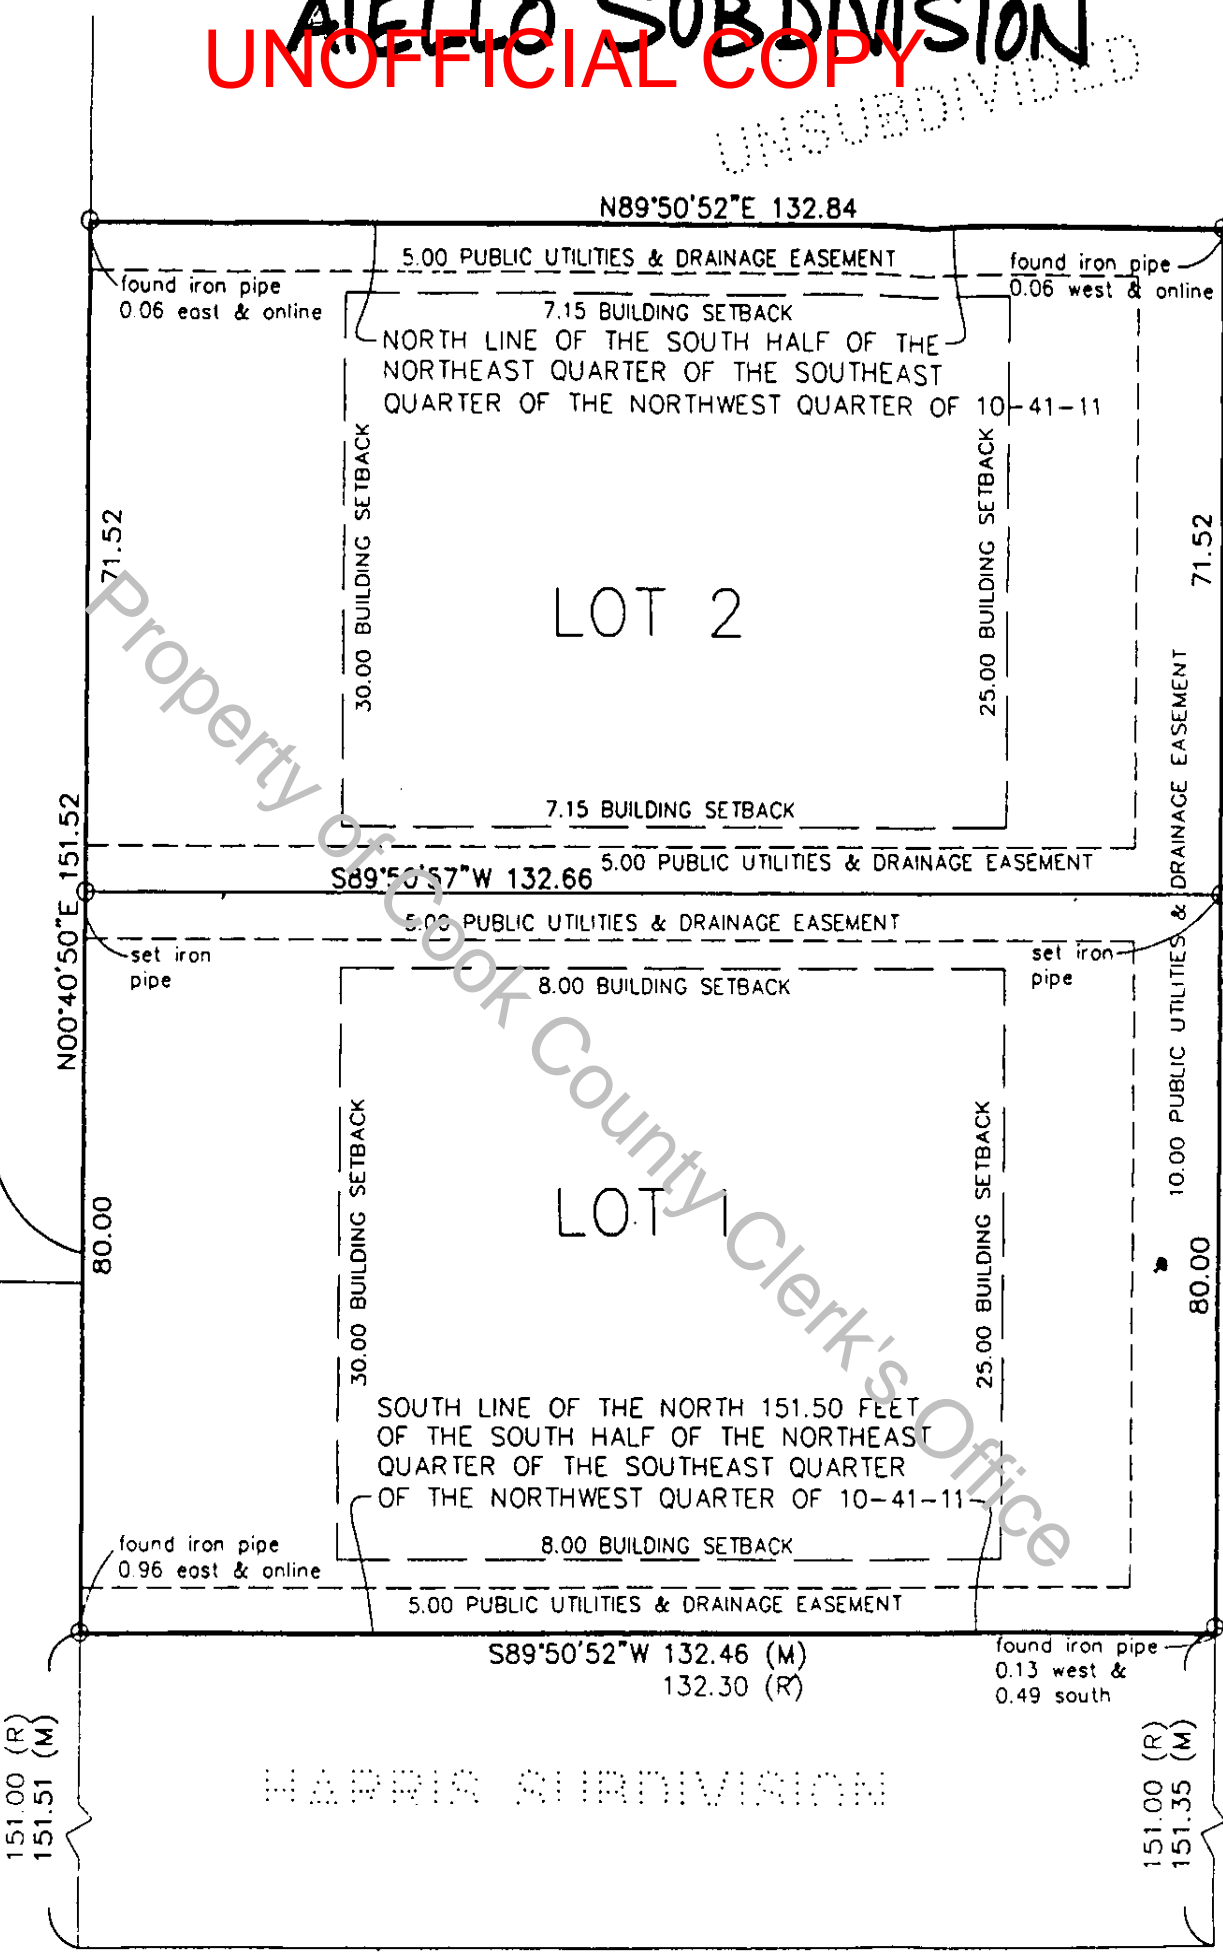 AIELLO SUBDIVISION
UNOFFICIAL COPY
UNSUBDIVIDED
N89°50'52"E 132.84
5.00 PUBLIC UTILITIES & DRAINAGE EASEMENT
found iron pipe
0.06 east & online
found iron pipe
0.06 west & online
7.15 BUILDING SETBACK
NORTH LINE OF THE SOUTH HALF OF THE
NORTHEAST QUARTER OF THE SOUTHEAST
QUARTER OF THE NORTHWEST QUARTER OF 10-41-11
30.00 BUILDING SETBACK
25.00 BUILDING SETBACK
71.52
71.52
LOT 2
Property of Cook County Clerk's Office
7.15 BUILDING SETBACK
5.00 PUBLIC UTILITIES & DRAINAGE EASEMENT
S89°50'57"W 132.66
N00°40'50"E 151.52
10.00 PUBLIC UTILITIES & DRAINAGE EASEMENT
5.00 PUBLIC UTILITIES & DRAINAGE EASEMENT
set iron
pipe
set iron
pipe
8.00 BUILDING SETBACK
30.00 BUILDING SETBACK
25.00 BUILDING SETBACK
80.00
80.00
LOT 1
SOUTH LINE OF THE NORTH 151.50 FEET
OF THE SOUTH HALF OF THE NORTHEAST
QUARTER OF THE SOUTHEAST QUARTER
OF THE NORTHWEST QUARTER OF 10-41-11
8.00 BUILDING SETBACK
found iron pipe
0.96 east & online
5.00 PUBLIC UTILITIES & DRAINAGE EASEMENT
S89°50'52"W 132.46 (M)
132.30 (R)
found iron pipe
0.13 west &
0.49 south
151.00 (R)
151.51 (M)
151.00 (R)
151.35 (M)
HARRIS SUBDIVISION